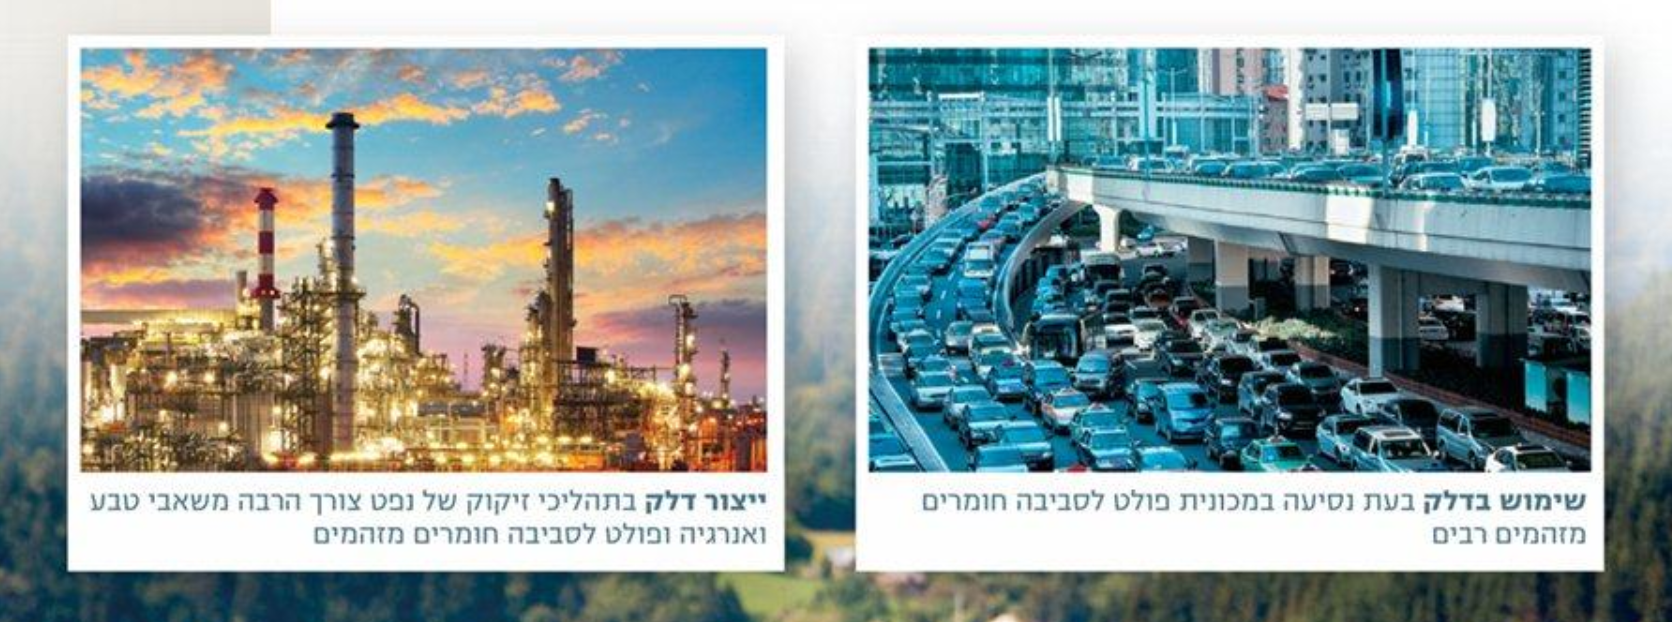 שימוש בדלק בעת נסיעה במכונית פולט לסביבה חומרים
מזהמים רבים
ייצור דלק בתהליכי זיקוק של נפט צורך הרבה משאבי טבע
ואנרגיה ופולט לסביבה חומרים מזהמים